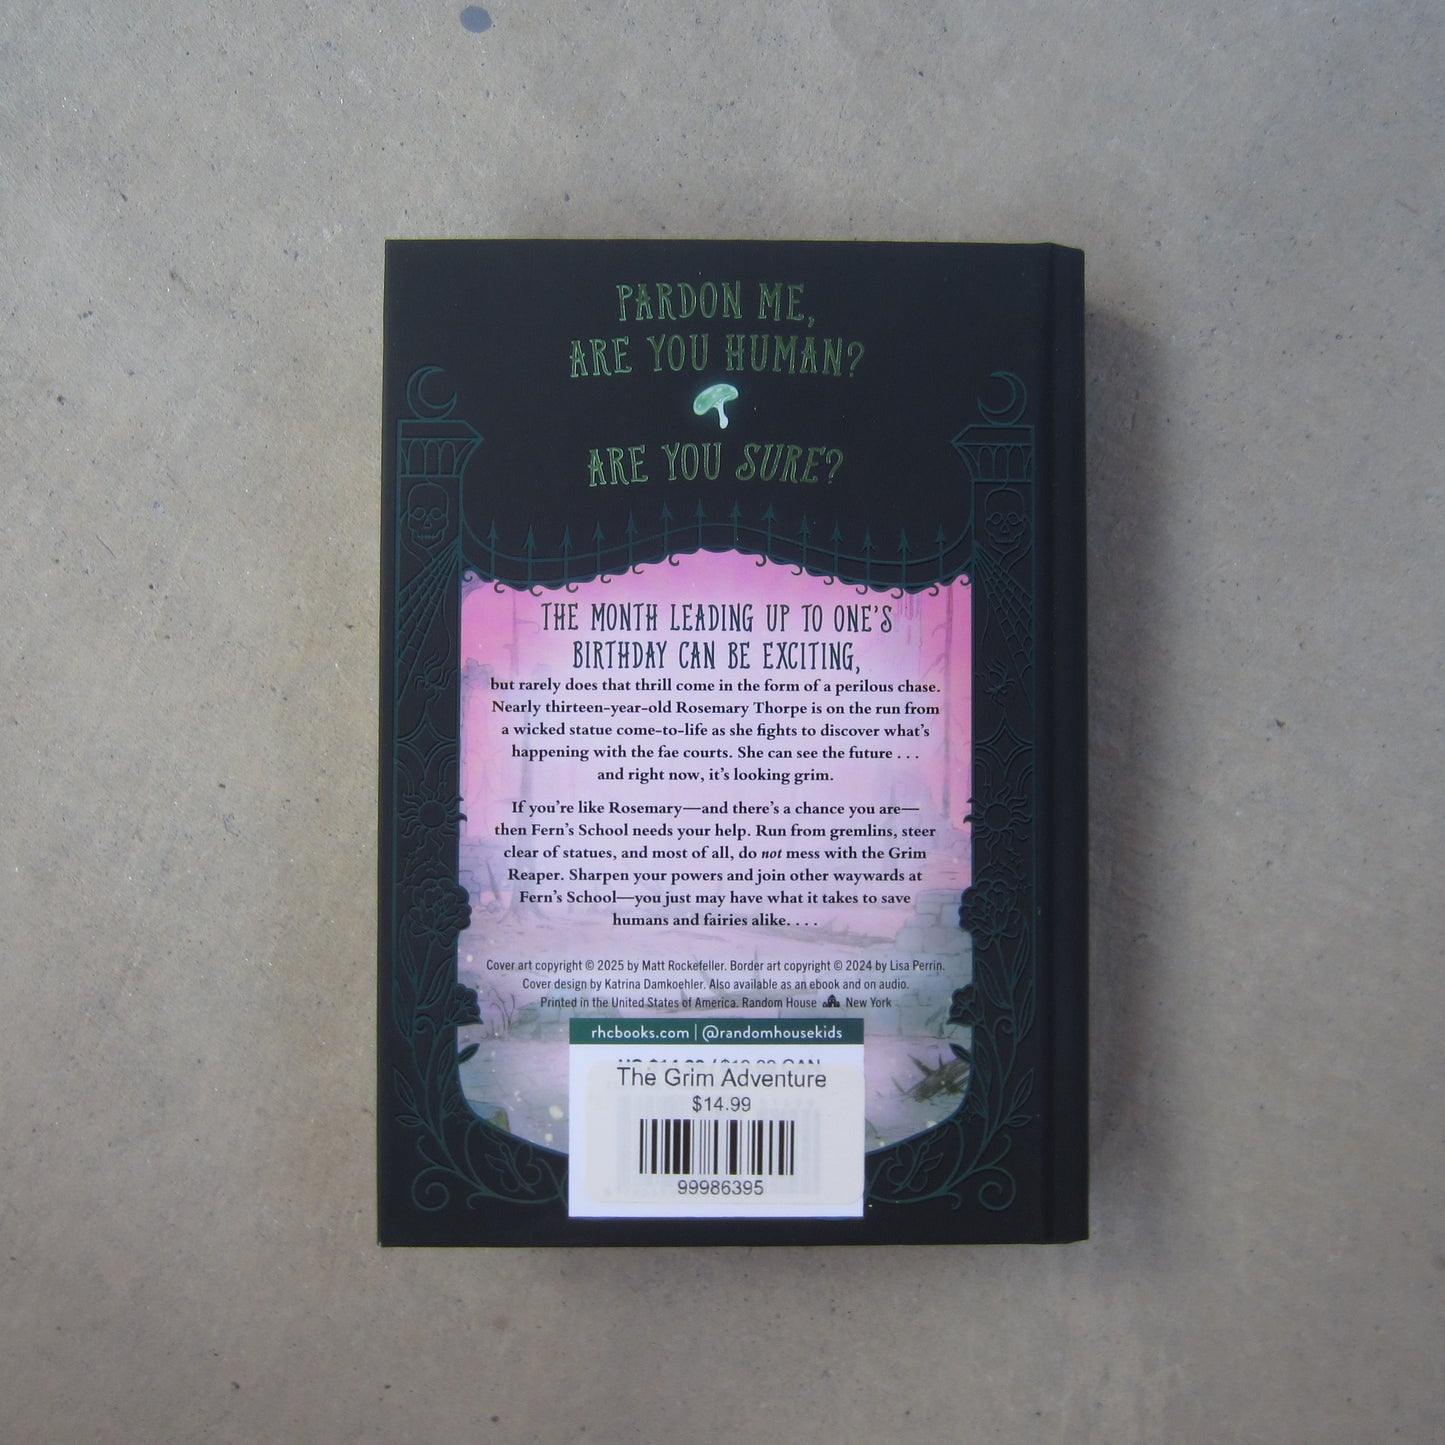 PARDON ME,
ARE YOU HUMAN?
ARE YOU SURE?
THE MONTH LEADING UP TO ONE'S
BIRTHDAY CAN BE EXCITING,
but rarely does that thrill come in the form of a perilous chase.
Nearly thirteen-year-old Rosemary Thorpe is on the run from
a wicked statue come-to-life as she fights to discover what's
happening with the fae courts. She can see the future . . .
and right now, it's looking grim.
If you're like Rosemary—and there's a chance you are—
then Fern's School needs your help. Run from gremlins, steer
clear of statues, and most of all, do not mess with the Grim
Reaper. Sharpen your powers and join other waywards at
Fern's School—you just may have what it takes to save
humans and fairies alike. . . .
Cover art copyright © 2025 by Matt Rockefeller. Border art copyright © 2024 by Lisa Perrin.
Cover design by Katrina Damkoehler. Also available as an ebook and on audio.
Printed in the United States of America. Random House New York
rhcbooks.com | @randomhousekids
The Grim Adventure
$14.99
99986395